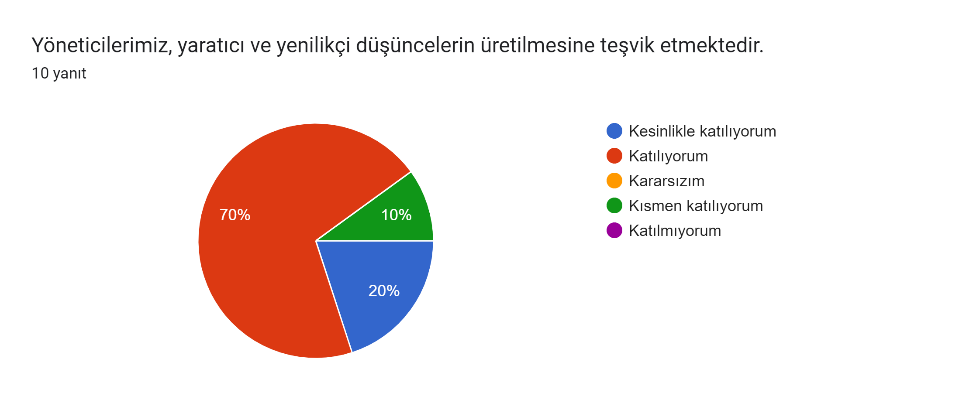 Yöneticilerimiz, yaratıcı ve yenilikçi düşüncelerin üretilmesine teşvik etmektedir.
10 yanıt
Kesinlikle katılıyorum
Katılıyorum
Kararsızım
Kısmen katılıyorum
Katılmıyorum
70%
10%
20%